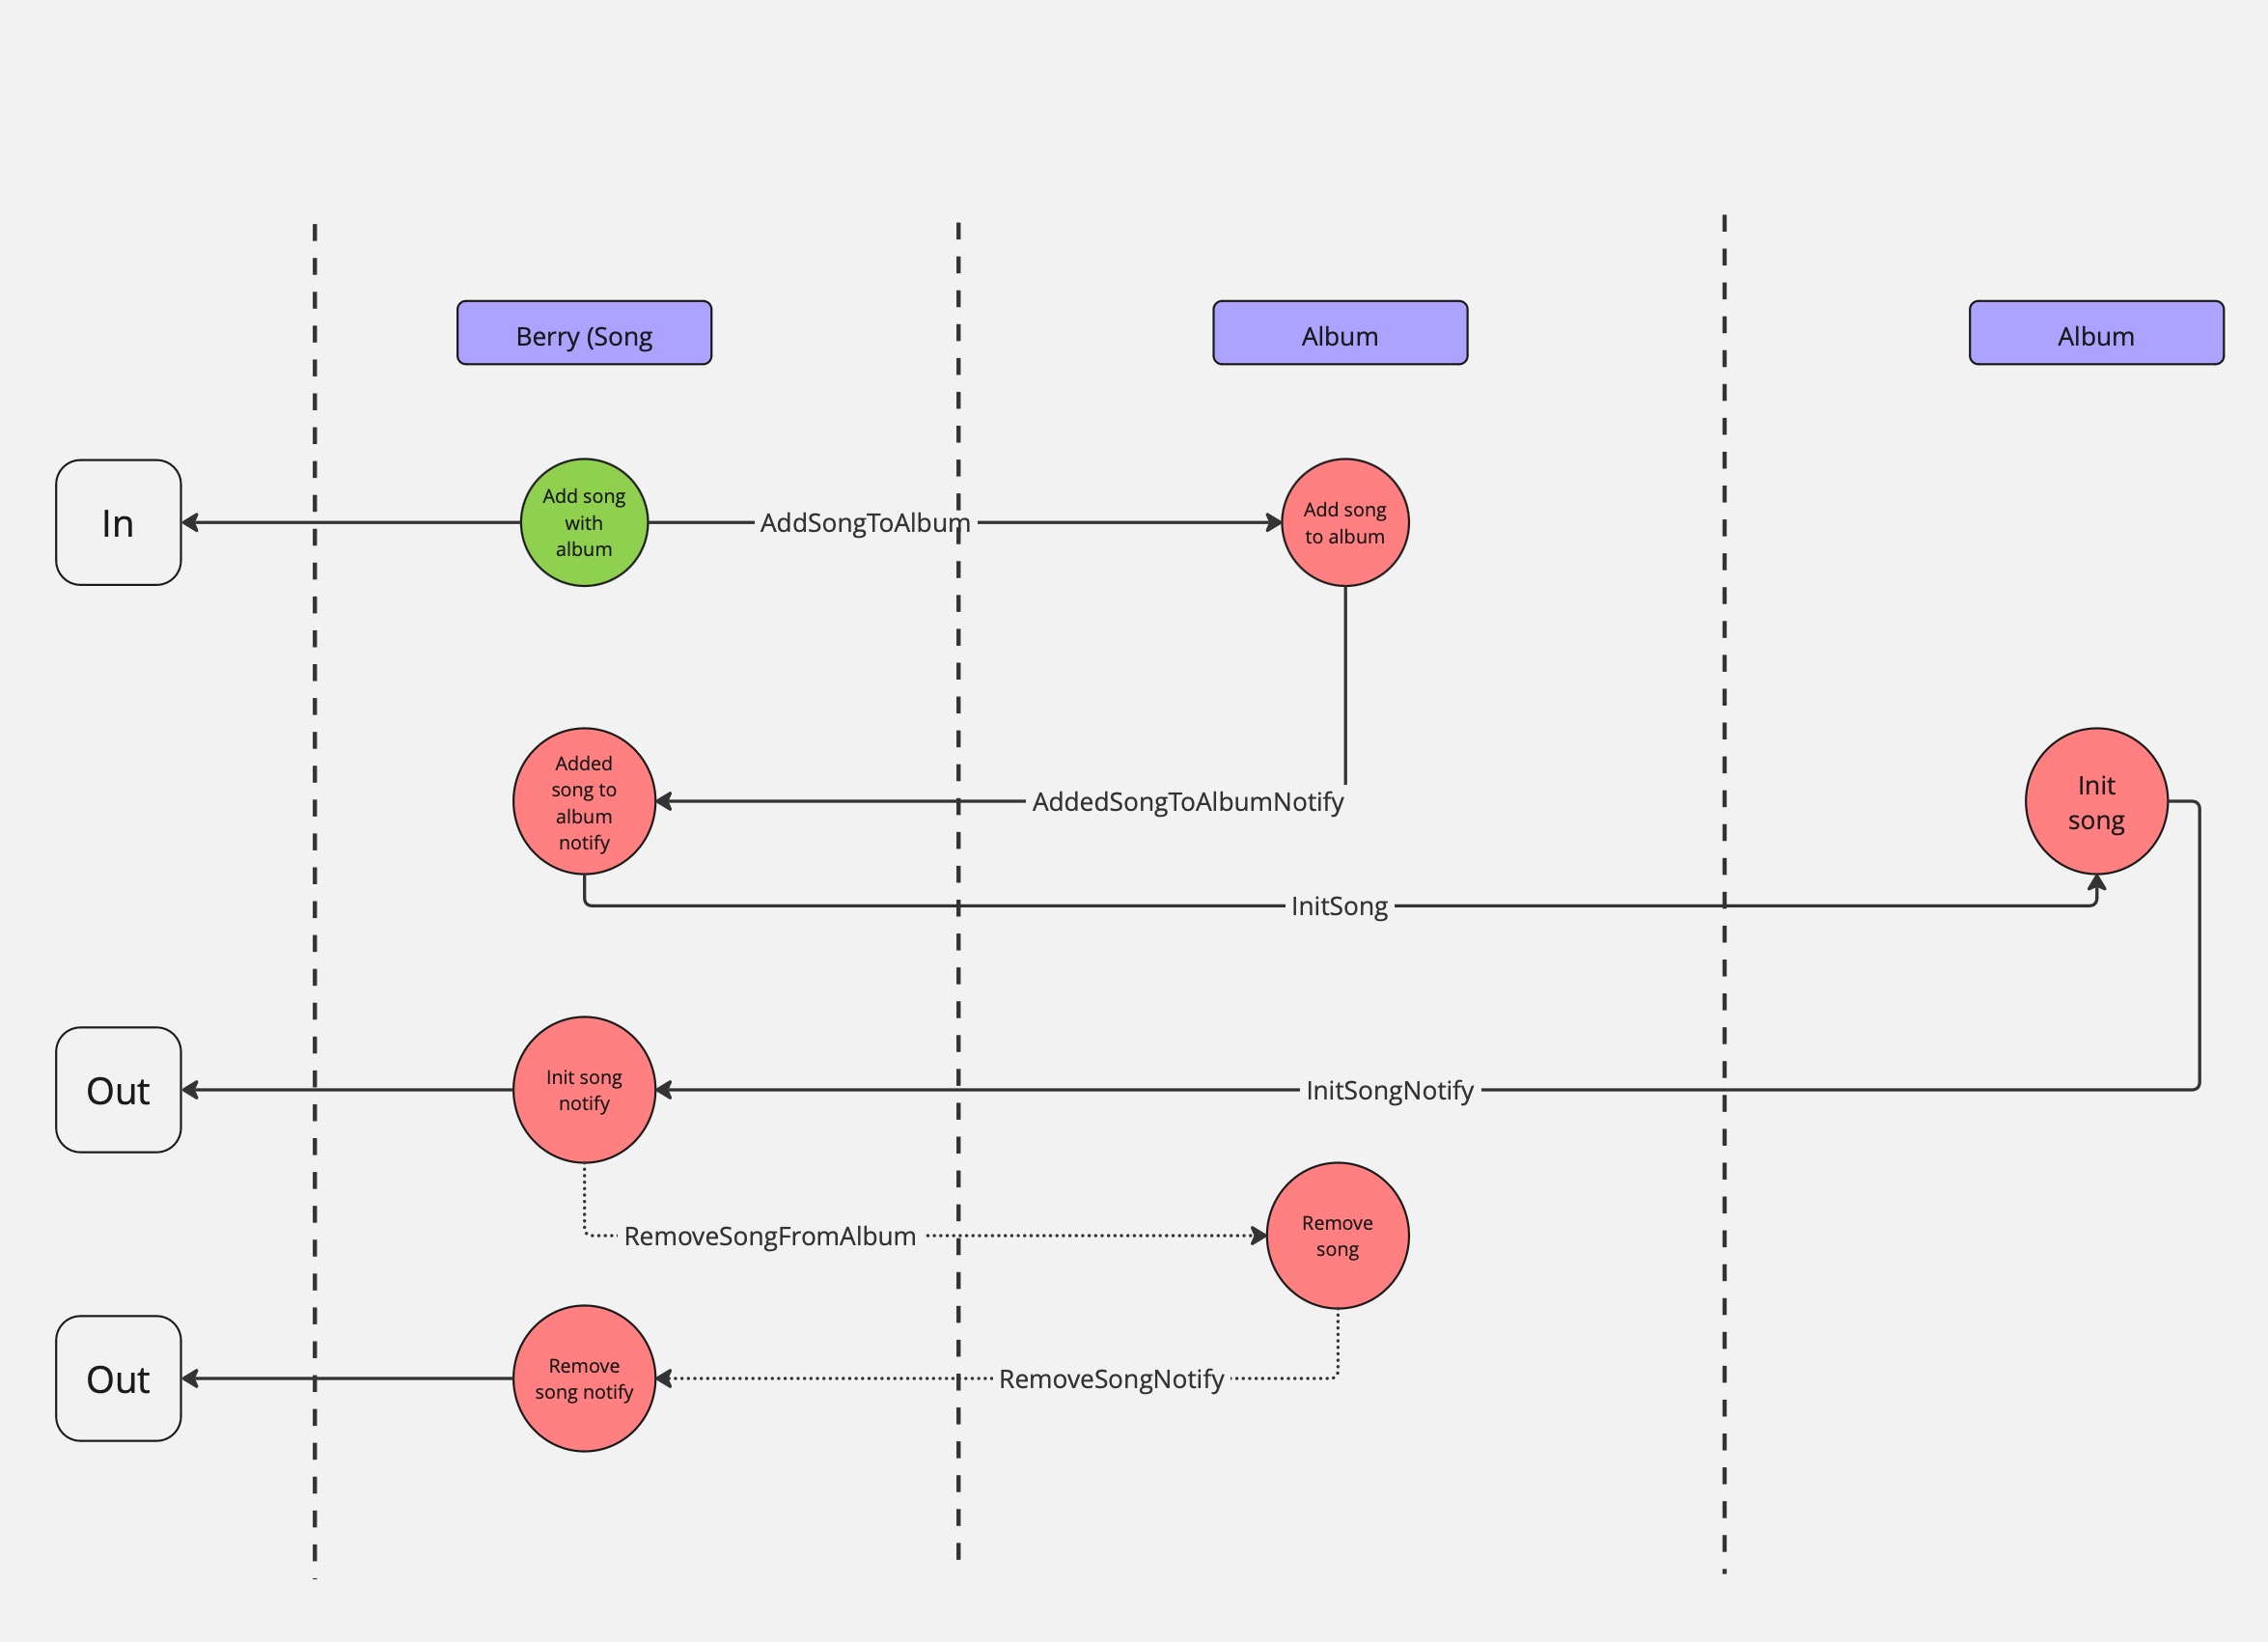 Berry (Song
Album
Album
In
Add song
with
album
AddSongToAlbum
Add song
to album
Added
song to
album
notify
AddedSongToAlbumNotify
Init
song
InitSong
Out
Init song
notify
InitSongNotify
RemoveSongFromAlbum
Remove
song
Out
Remove
song notify
RemoveSongNotify